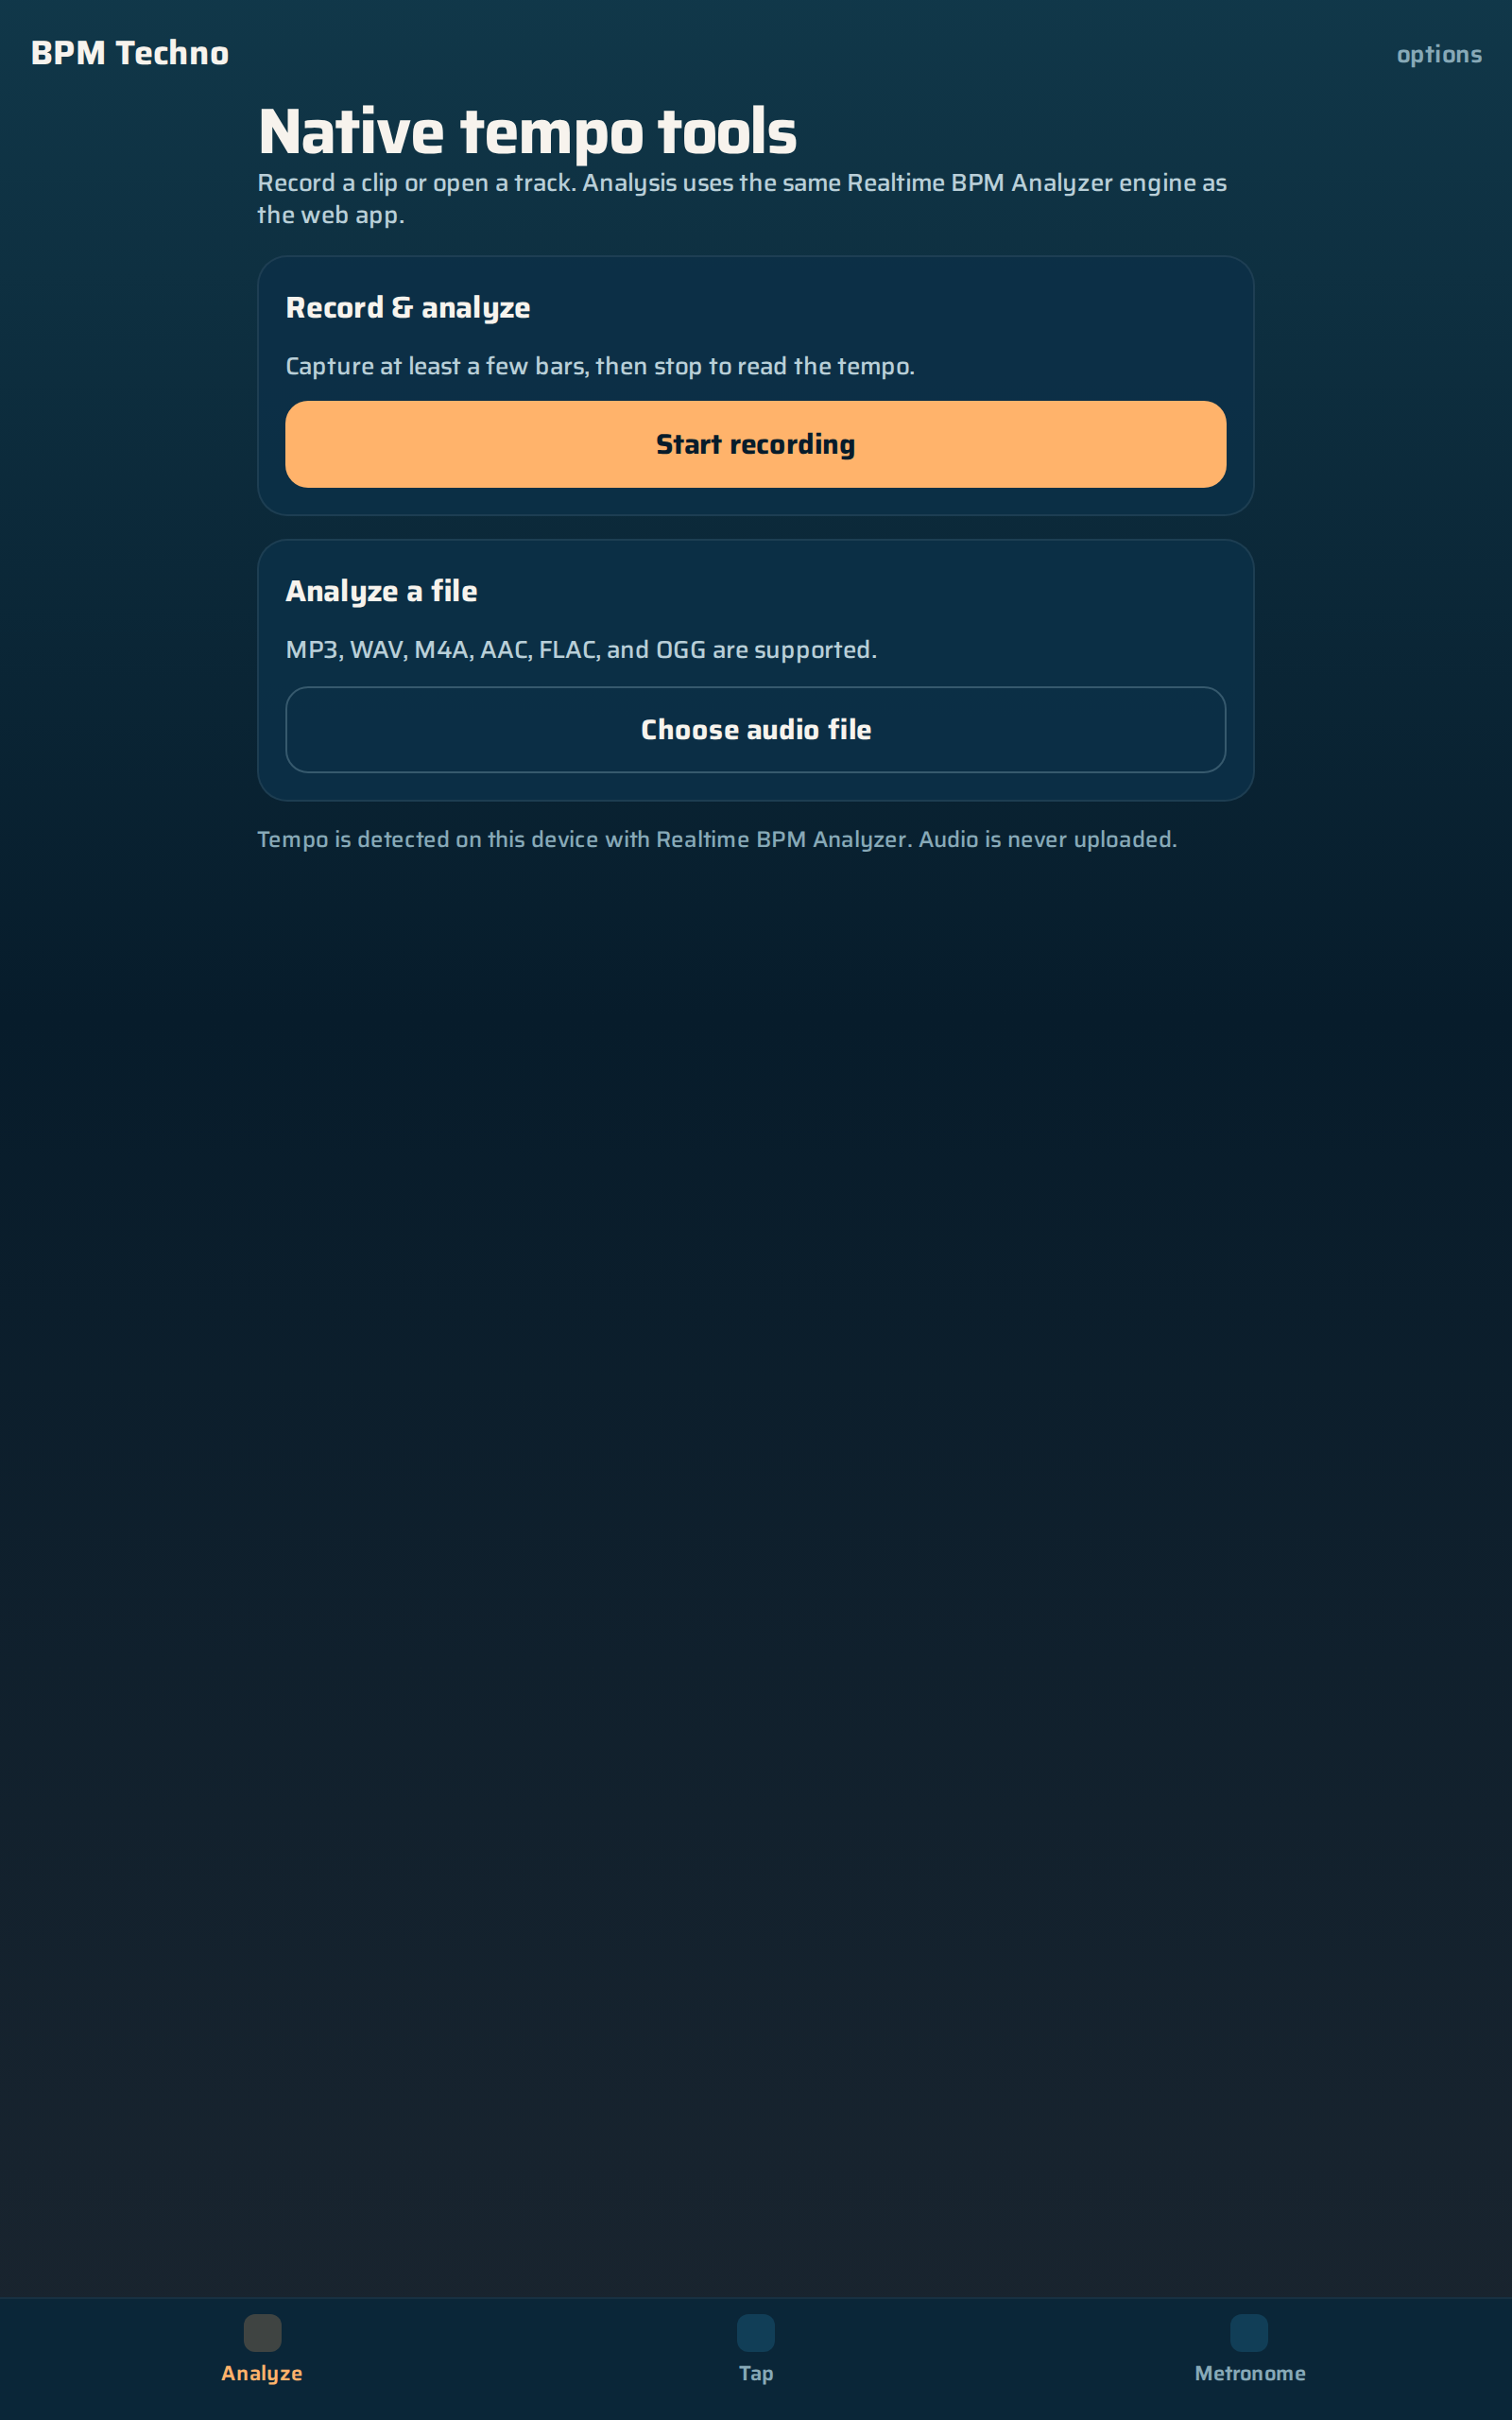 BPM Techno
options
Native tempo tools
Record a clip or open a track. Analysis uses the same Realtime BPM Analyzer engine as
the web app.
Record & analyze
Capture at least a few bars, then stop to read the tempo.
Start recording
Analyze a file
MP3, WAV, M4A, AAC, FLAC, and OGG are supported.
Choose audio file
Tempo is detected on this device with Realtime BPM Analyzer. Audio is never uploaded.
Analyze
Tap
Metronome